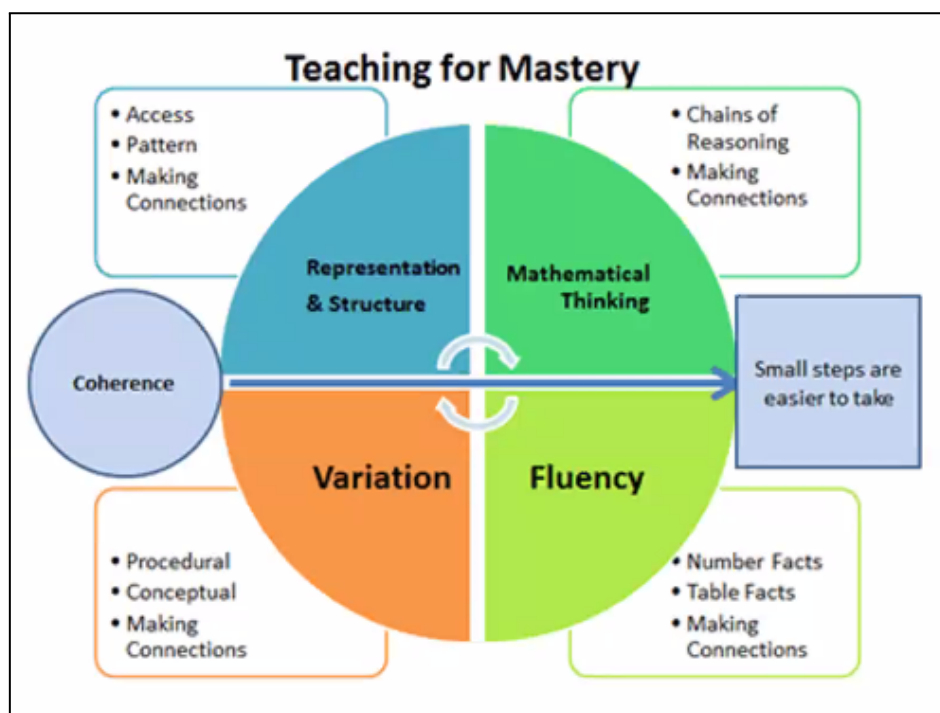 Teaching for Mastery
• Access
• Pattern
• Making
Connections
• Chains of
Reasoning
• Making
Connections
Representation
& Structure
Mathematical
Thinking
Coherence
Small steps are
easier to take
Variation
Fluency
• Procedural
• Conceptual
• Making
Connections
• Number Facts
• Table Facts
• Making
Connections